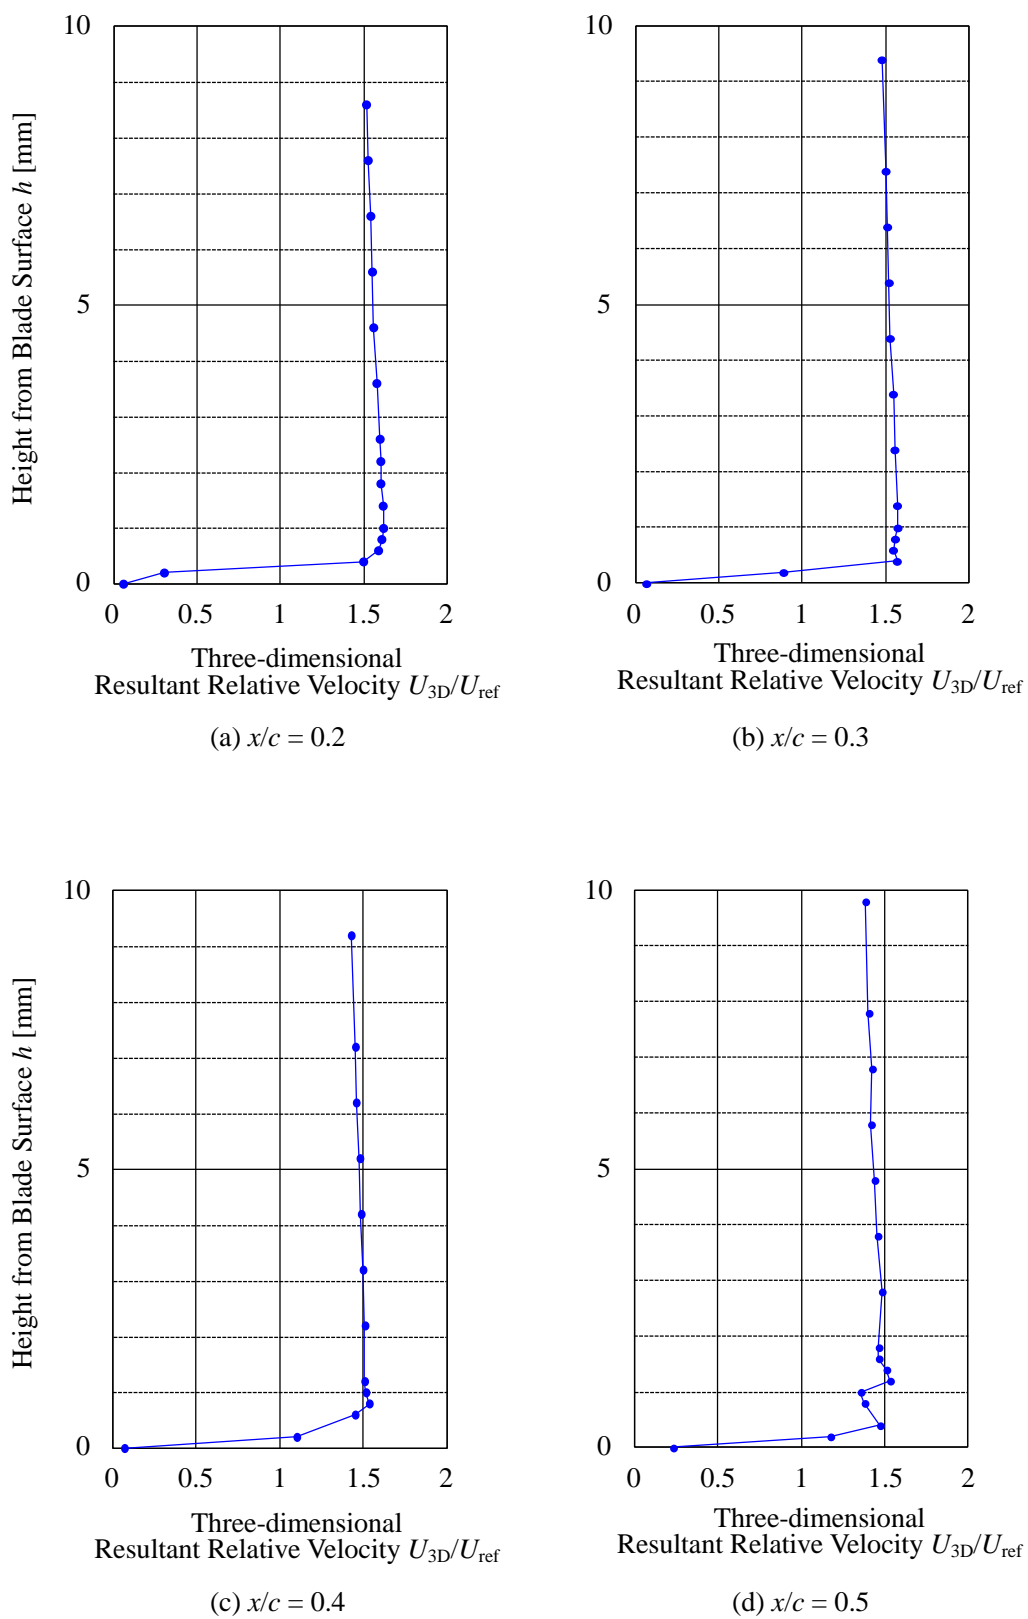 10
5
0
Height from Blade Surface h [mm]
0 0.5 1 1.5 2
Three-dimensional
Resultant Relative Velocity U3D/Uref
(a) x/c = 0.2
10
5
0
0 0.5 1 1.5 2
Three-dimensional
Resultant Relative Velocity U3D/Uref
(b) x/c = 0.3
10
5
0
Height from Blade Surface h [mm]
0 0.5 1 1.5 2
Three-dimensional
Resultant Relative Velocity U3D/Uref
(c) x/c = 0.4
10
5
0
0 0.5 1 1.5 2
Three-dimensional
Resultant Relative Velocity U3D/Uref
(d) x/c = 0.5